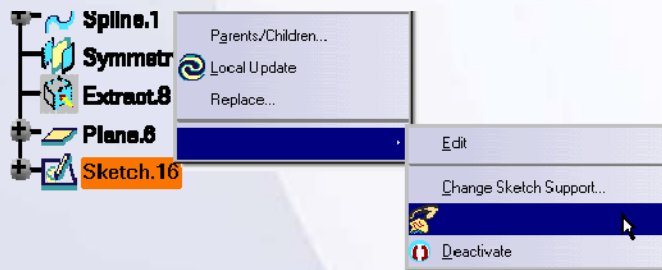 Spline.1
Symmetr
Extract.8
Plane.6
Sketch.16
Parents/Children...
Local Update
Replace...
Edit
Change Sketch Support...
Deactivate